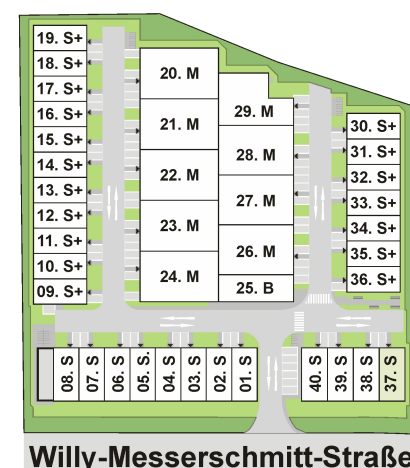 19. S+
18. S+
17. S+
16. S+
15. S+
14. S+
13. S+
12. S+
11. S+
10. S+
09. S+
20. M
21. M
22. M
23. M
24. M
29. M
28. M
27. M
26. M
25. B
30. S+
31. S+
32. S+
33. S+
34. S+
35. S+
36. S+
08. S
07. S
06. S
05. S.
04. S
03. S
02. S
01. S
40. S
39. S
38. S
37. S
Willy-Messerschmitt-Straße